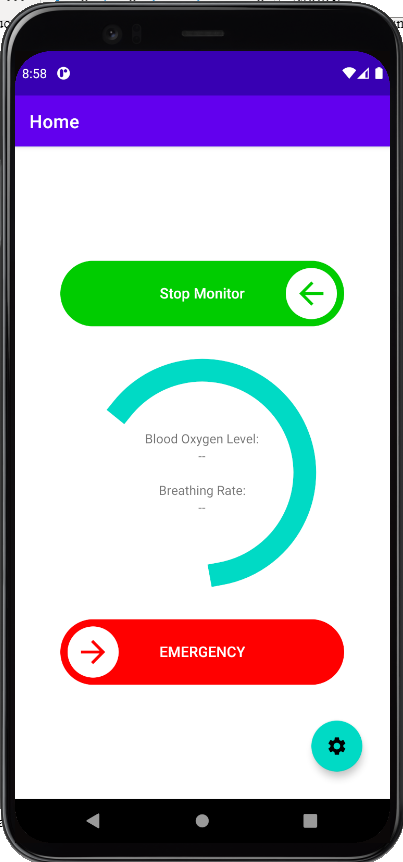 8:58
Home
Stop Monitor
Blood Oxygen Level:
--
Breathing Rate:
--
EMERGENCY